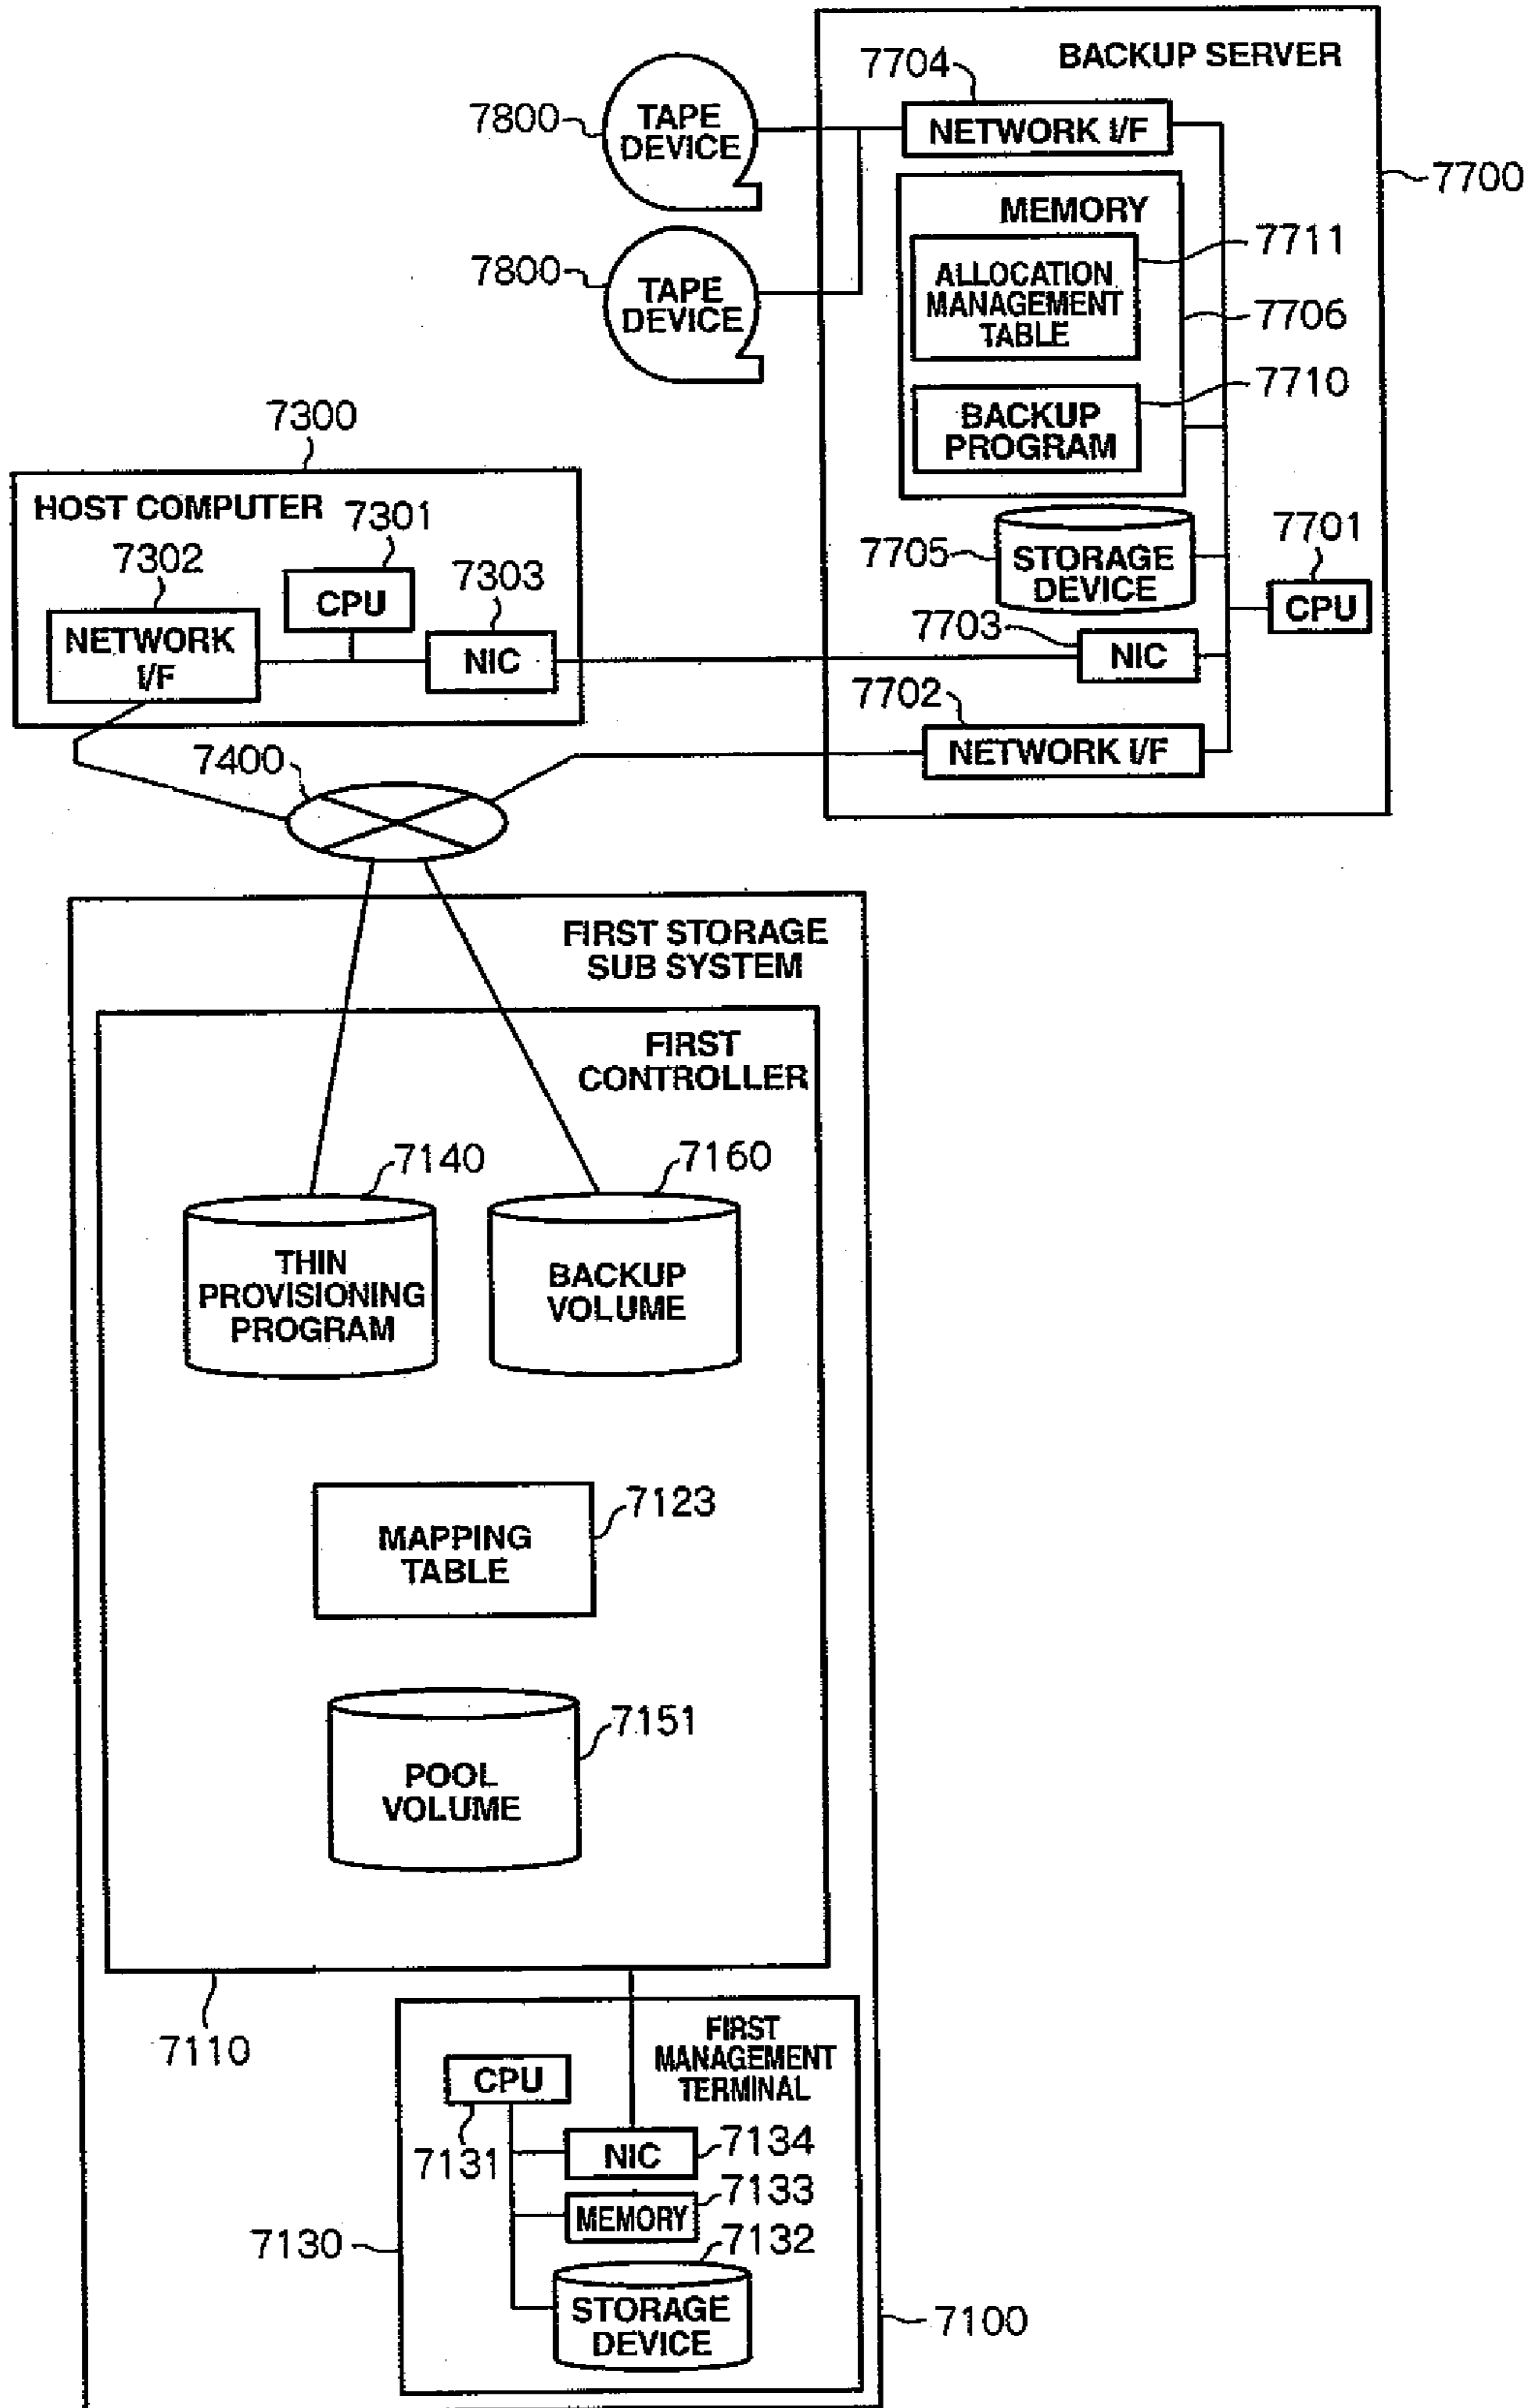 BACKUP SERVER
7704
7800
TAPE
DEVICE
NETWORK I/F
7700
MEMORY
7711
7800
TAPE
DEVICE
ALLOCATION
MANAGEMENT
TABLE
7706
7710
BACKUP
PROGRAM
7300
HOST COMPUTER
7301
7302
7303
CPU
NETWORK
I/F
NIC
7705
STORAGE
DEVICE
7701
CPU
7703
NIC
7702
NETWORK I/F
7400
FIRST STORAGE
SUB SYSTEM
FIRST
CONTROLLER
7140
7160
THIN
PROVISIONING
PROGRAM
BACKUP
VOLUME
7123
MAPPING
TABLE
7151
POOL
VOLUME
7110
FIRST
MANAGEMENT
TERMINAL
CPU
7131
NIC
7134
MEMORY
7133
7130
7132
STORAGE
DEVICE
7100